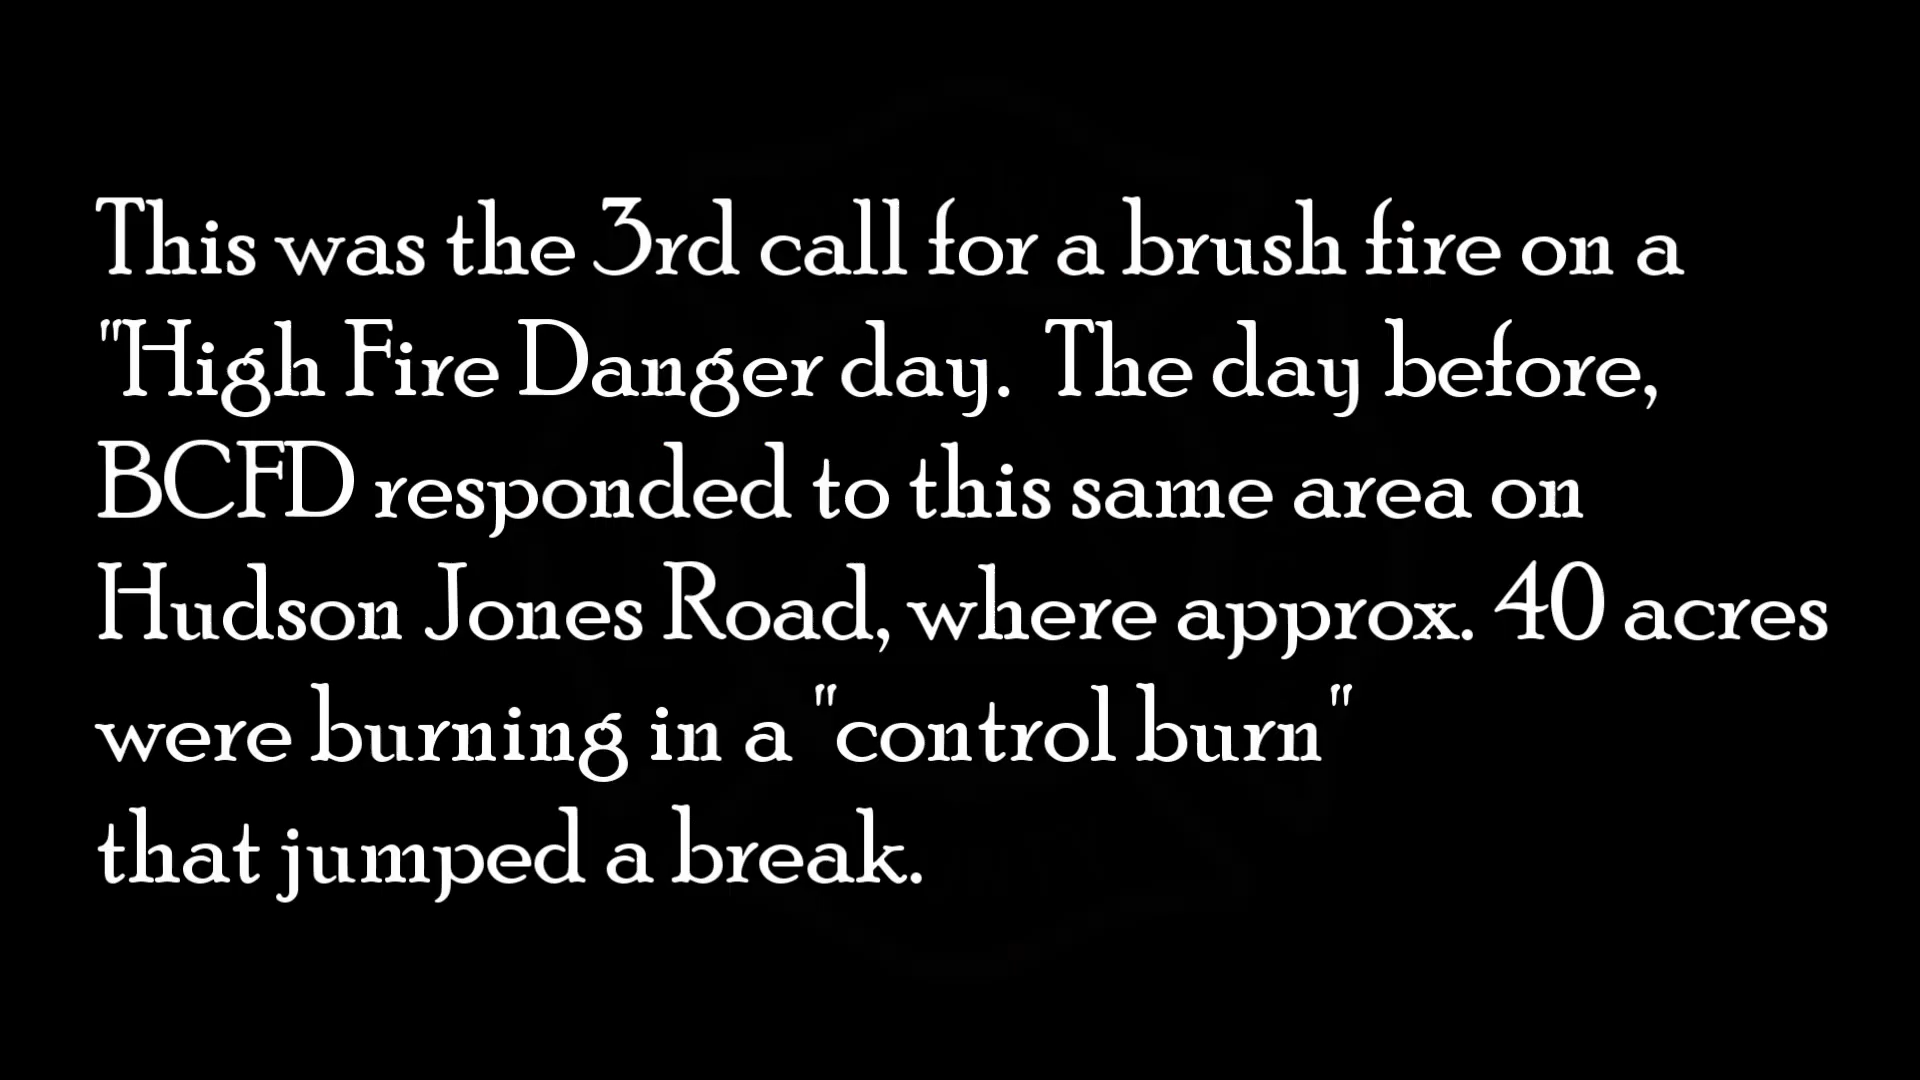 This was the 3rd call for a brush fire on a
"High Fire Danger day.  The day before,
BCFD responded to this same area on
Hudson Jones Road, where approx. 40 acres
were burning in a "control burn"
that jumped a break.